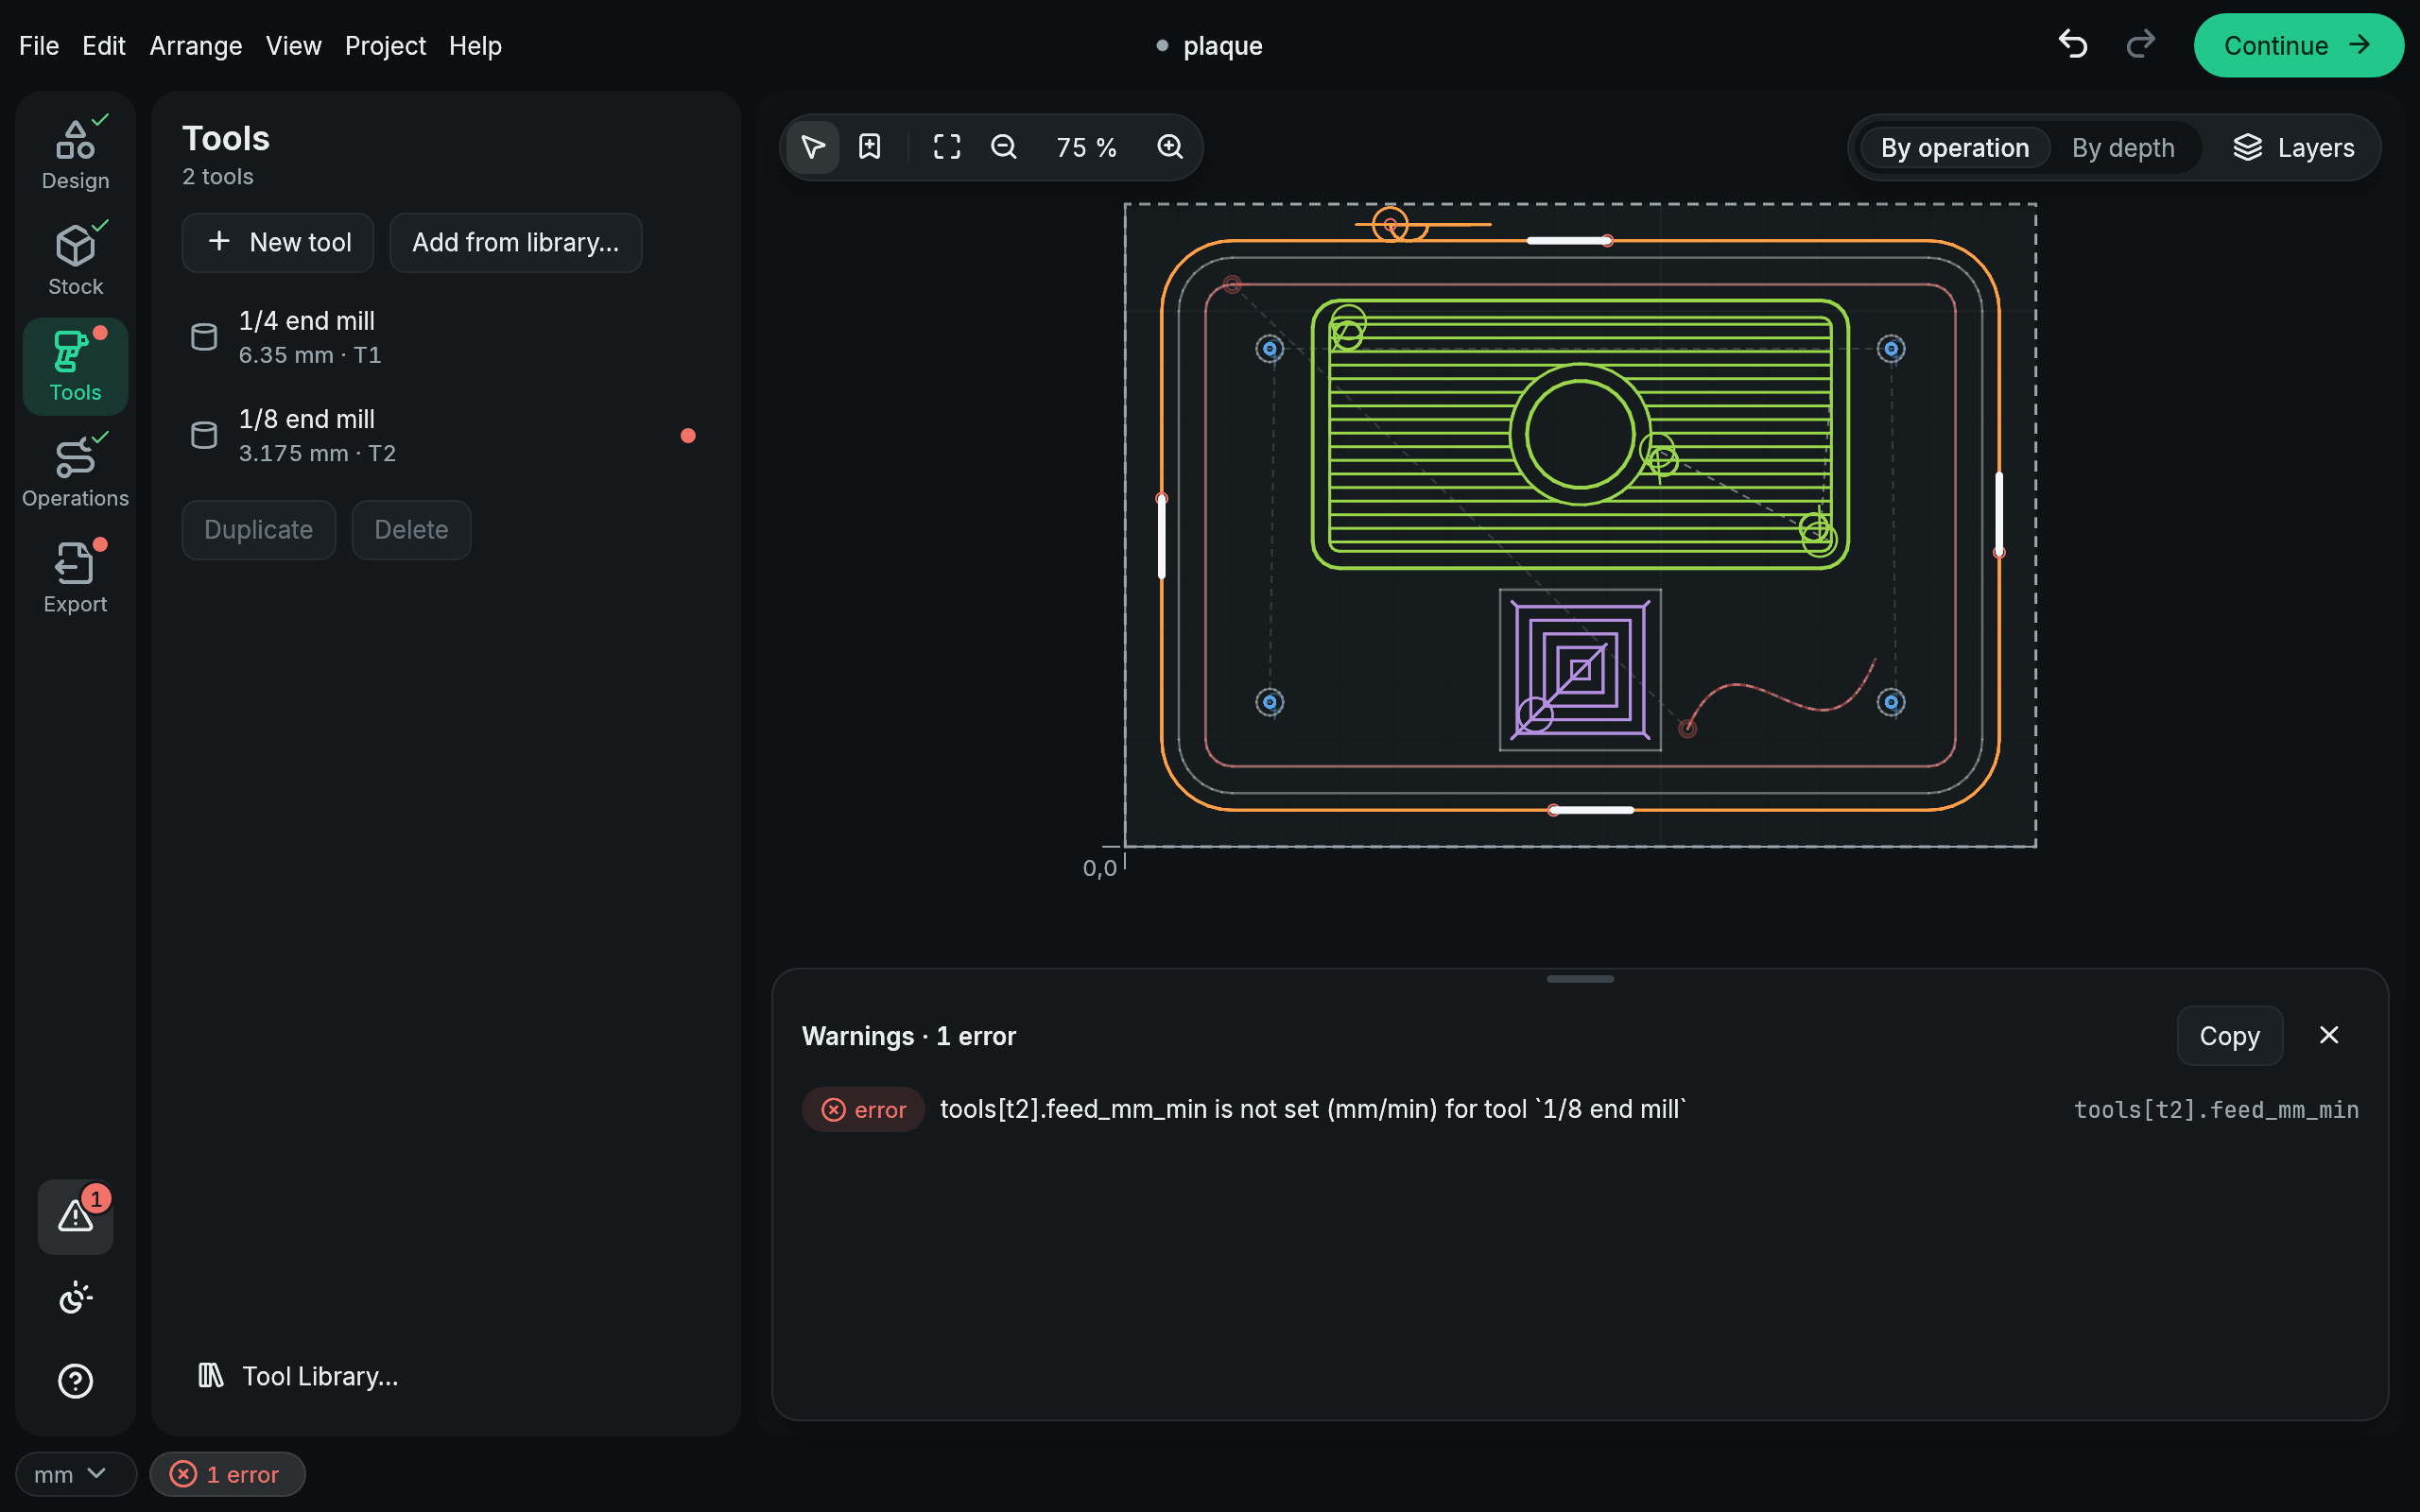 File Edit Arrange View Project Help
plaque
Continue
Design
Stock
Tools
Operations
Export
1
Tools
2 tools
New tool
Add from library...
1/4 end mill
6.35 mm · T1
1/8 end mill
3.175 mm · T2
Duplicate
Delete
Tool Library...
75 %
By operation
By depth
Layers
0,0
Warnings · 1 error
Copy
error
tools[t2].feed_mm_min is not set (mm/min) for tool `1/8 end mill`
tools[t2].feed_mm_min
mm
1 error